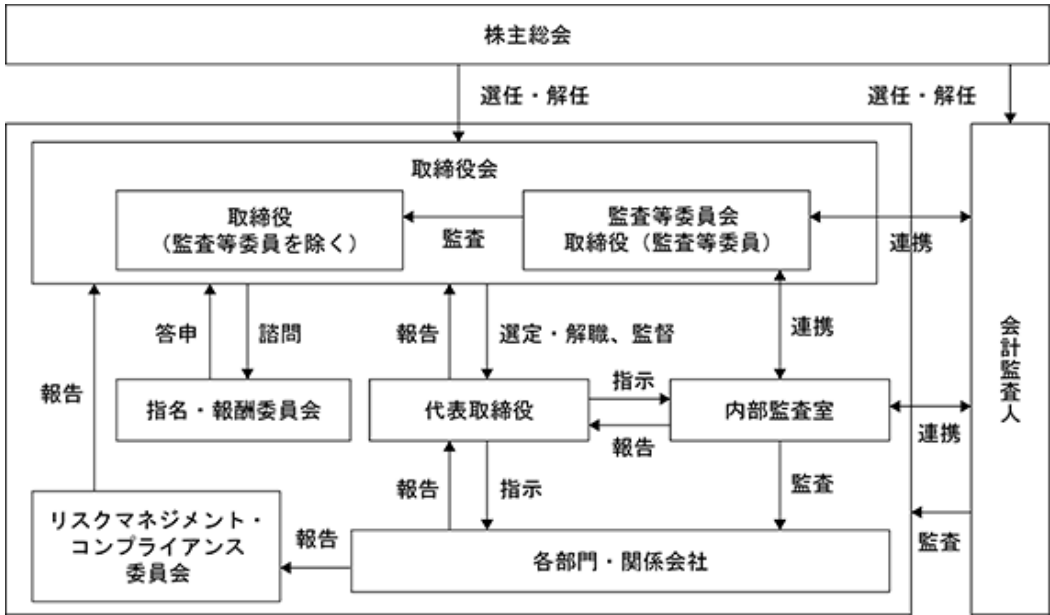 株主総会
選任・解任
選任・解任
取締役会
取締役
（監査等委員を除く）
監査
監査等委員会
取締役（監査等委員）
連携
答申
諮問
報告
選定・解職、監督
連携
報告
指名・報酬委員会
代表取締役
指示
報告
内部監査室
連携
会計監査人
報告
指示
監査
リスクマネジメント・
コンプライアンス
委員会
報告
各部門・関係会社
監査